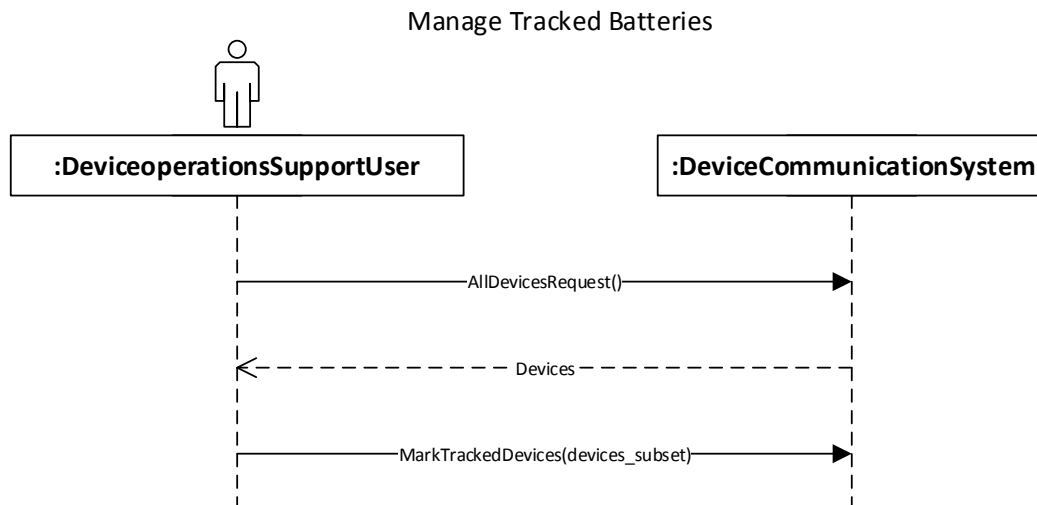 Manage Tracked Batteries
:DeviceoperationsSupportUser
:DeviceCommunicationSystem
AllDevicesRequest()
Devices
MarkTrackedDevices(devices_subset)